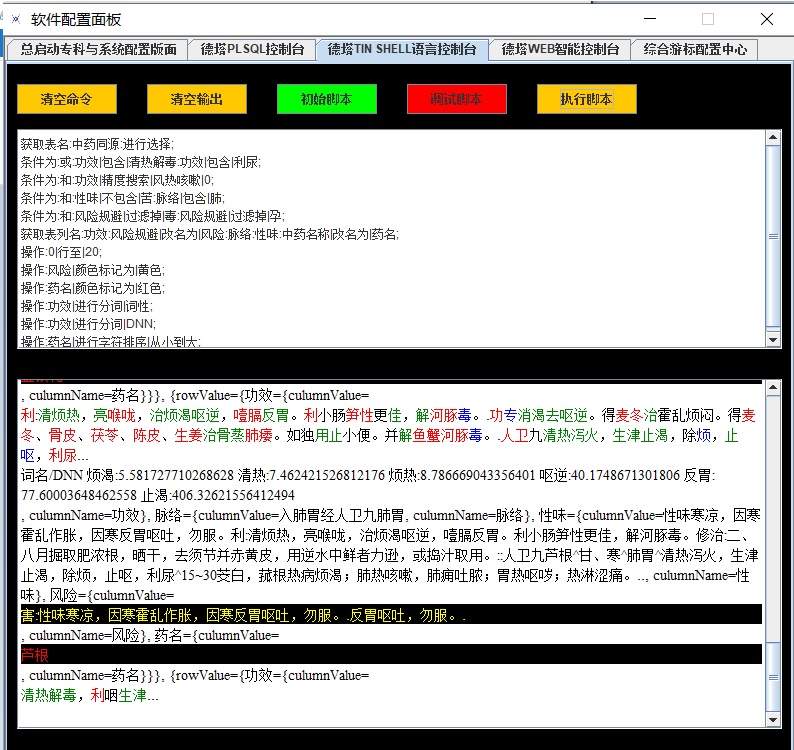 软件配置面板
总启动专科与系统配置版面
德塔PLSQL控制台
德塔TIN SHELL语言控制台
德塔WEB智能控制台
综合游标配置中心
清空命令
清空输出
初始脚本
调试脚本
执行脚本
获取表名:中药同源:进行选择;
条件为:或:功效|包含|清热解毒:功效|包含|利尿;
条件为:和:功效|精度搜索|风热咳嗽|0;
条件为:和:性味|不包含|苦:脉络|包含|肺;
条件为:和:风险规避|过滤掉|毒:风险规避|过滤掉|孕;
获取表列名:功效:风险规避|改名为|风险:脉络:性味:中药名称|改名为|药名;
操作:0|行至|20;
操作:风险|颜色标记为|黄色;
操作:药名|颜色标记为|红色;
操作:功效|进行分词|词性;
操作:功效|进行分词|DNN;
操作:药名|进行字符排序|从小到大;
, culumnName=药名}}}, {rowValue={功效={culumnValue=
利:清烦热，亮喉咙，治烦渴呕逆，噎膈反胃。利小肠笋性更佳，解河豚毒。.功专消渴去呕逆。得麦冬治霍乱烦闷。得麦
冬、骨皮、茯苓、陈皮、生姜治骨蒸肺痿。如独用止小便。并解鱼蟹河豚毒。.人卫九清热泻火，生津止渴，除烦，止
呕，利尿...
词名/DNN 烦渴:5.581727710268628 清热:7.462421526812176 烦热:8.786669043356401 呕逆:40.1748671301806 反胃:
77.60003648462558 止渴:406.32621556412494
, culumnName=功效}, 脉络={culumnValue=入肺胃经人卫九肺胃, culumnName=脉络}, 性味={culumnValue=性味寒凉，因寒
霍乱作胀，因寒反胃呕吐，勿服。利:清烦热，亮喉咙，治烦渴呕逆，噎膈反胃。利小肠笋性更佳，解河豚毒。修治:二、
八月掘取肥浓根，晒干，去须节并赤黄皮，用逆水中鲜者力逊，或捣汁取用。::人卫九芦根^甘、寒^肺胃^清热泻火，生津
止渴，除烦，止呕，利尿^15~30茭白，菰根热病烦渴；肺热咳嗽，肺痈吐脓；胃热呕哕；热淋涩痛。.., culumnName=性
味}, 风险={culumnValue=
害:性味寒凉，因寒霍乱作胀，因寒反胃呕吐，勿服。.反胃呕吐，勿服。.
, culumnName=风险}, 药名={culumnValue=
芦根
, culumnName=药名}}}, {rowValue={功效={culumnValue=
清热解毒，利咽生津...